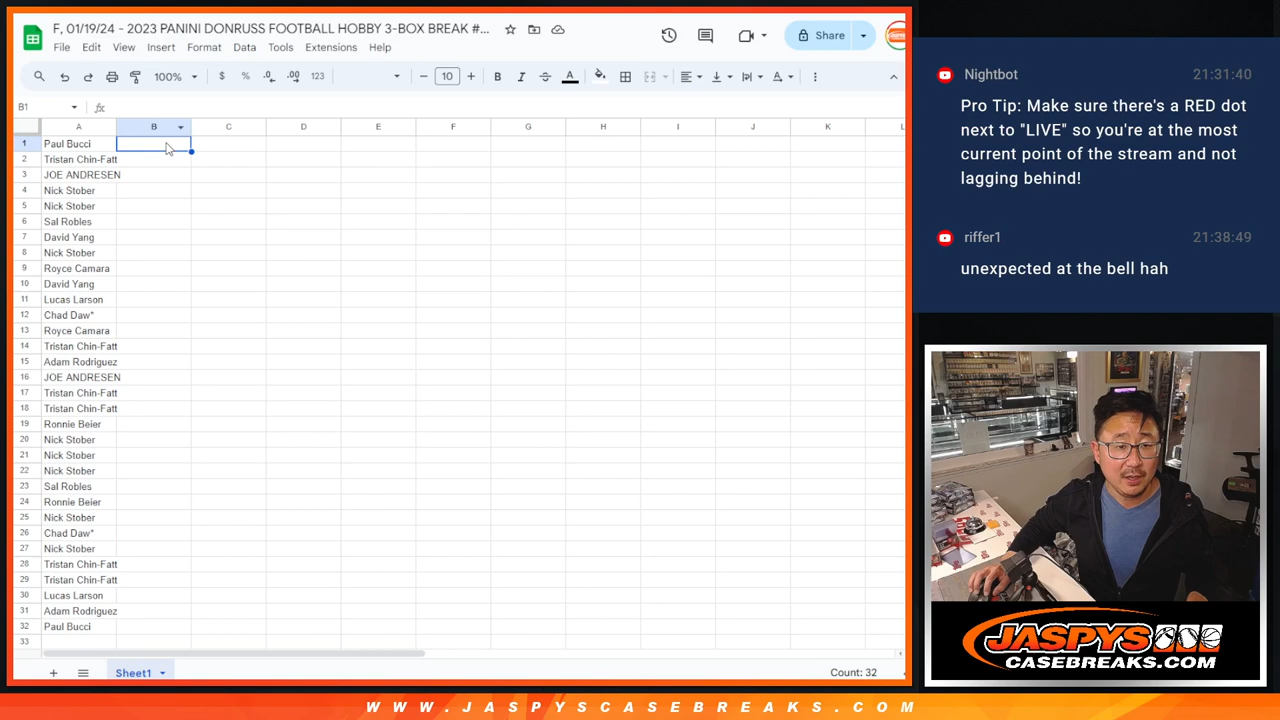 F, 01/19/24 - 2023 PANINI DONRUSS FOOTBALL HOBBY 3-BOX BREAK #...
File Edit View Insert Format Data Tools Extensions Help
Share
100% $ % .0 .00 123 10 B I A
B1 fx
A B C D E F G H I J K L
1 Paul Bucci
2 Tristan Chin-Fatt
3 JOE ANDRESEN
4 Nick Stober
5 Nick Stober
6 Sal Robles
7 David Yang
8 Nick Stober
9 Royce Camara
10 David Yang
11 Lucas Larson
12 Chad Daw*
13 Royce Camara
14 Tristan Chin-Fatt
15 Adam Rodriguez
16 JOE ANDRESEN
17 Tristan Chin-Fatt
18 Tristan Chin-Fatt
19 Ronnie Beier
20 Nick Stober
21 Nick Stober
22 Nick Stober
23 Sal Robles
24 Ronnie Beier
25 Nick Stober
26 Chad Daw*
27 Nick Stober
28 Tristan Chin-Fatt
29 Tristan Chin-Fatt
30 Lucas Larson
31 Adam Rodriguez
32 Paul Bucci
33
Sheet1
Count: 32
Nightbot 21:31:40
Pro Tip: Make sure there's a RED dot
next to "LIVE" so you're at the most
current point of the stream and not
lagging behind!
riffer1 21:38:49
unexpected at the bell hah
JASPYS
CASEBREAKS.COM
WWW.JASPYSCASEBREAKS.COM